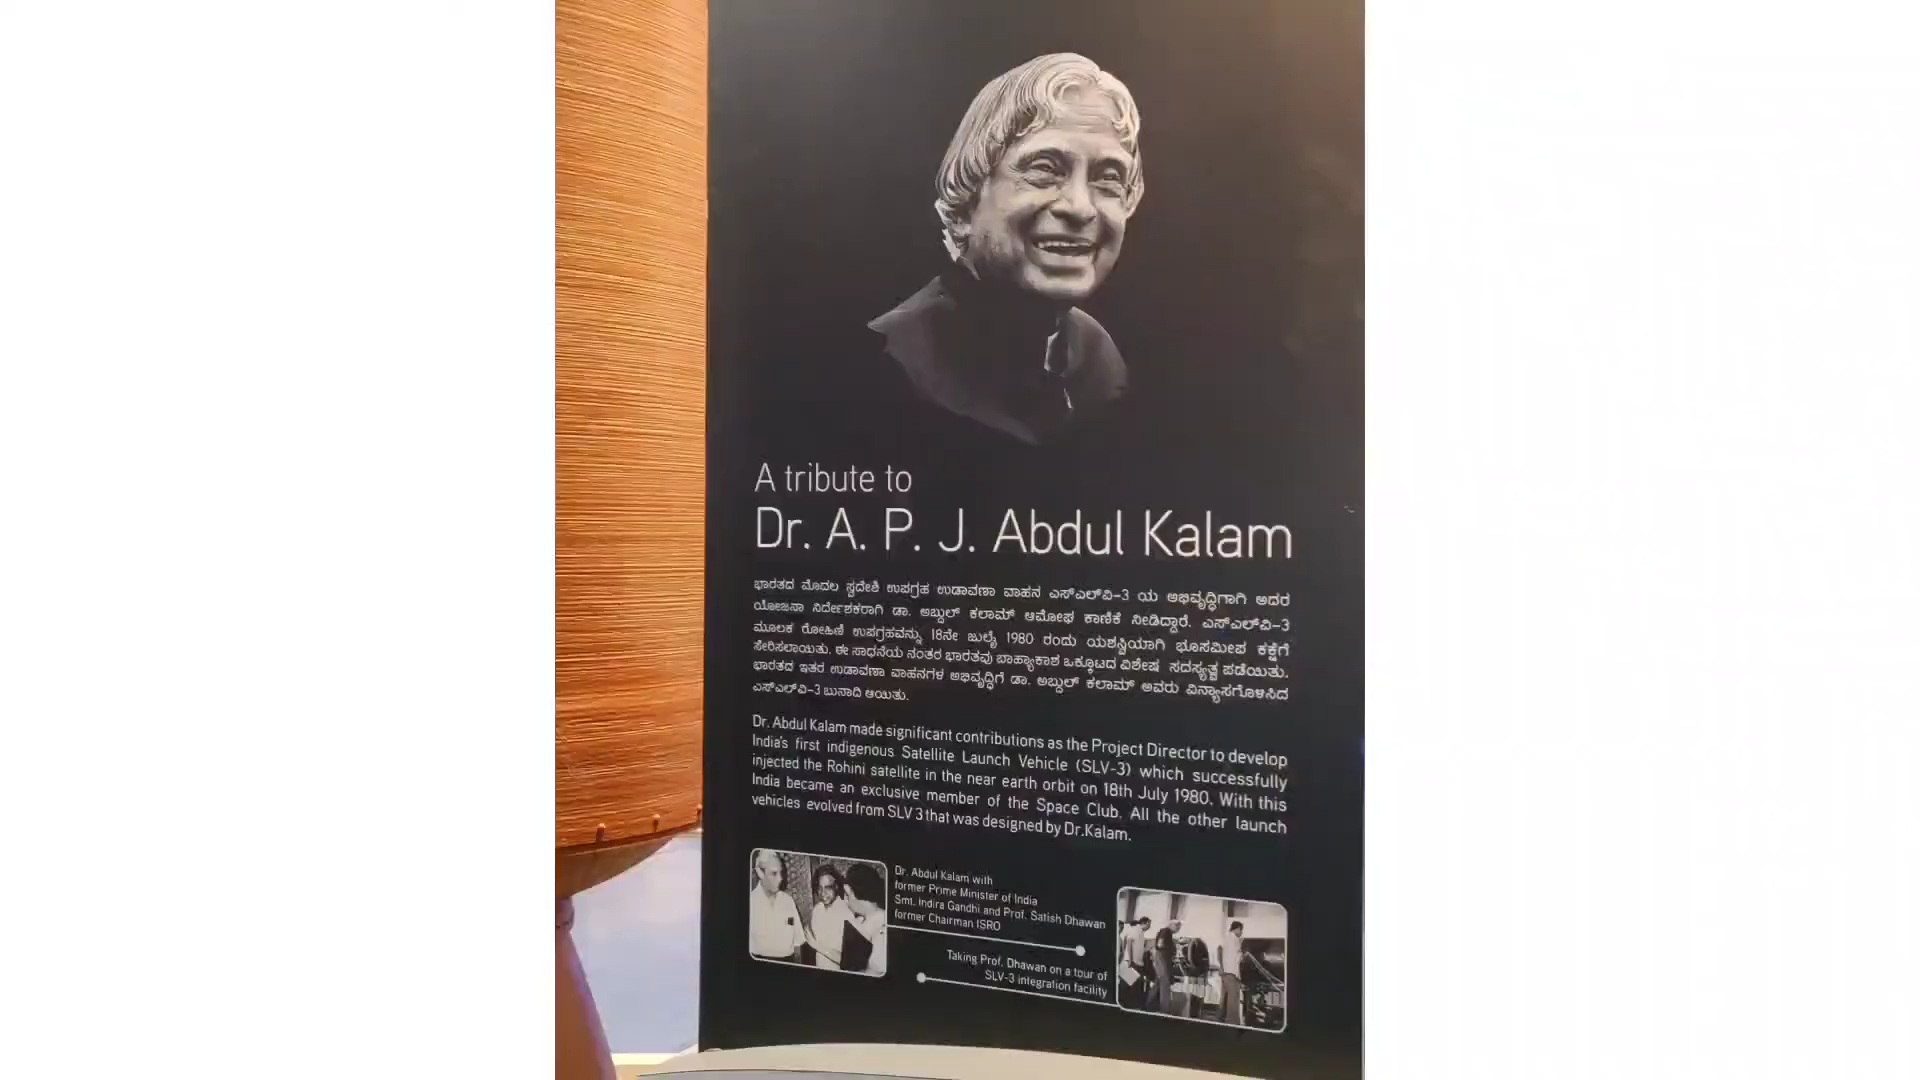 A tribute to
Dr. A. P. J. Abdul Kalam
ಭಾರತದ ಮೊದಲ ಸ್ವದೇಶಿ ಉಪಗ್ರಹ ಉಡಾವಣಾ ವಾಹನ ಎಸ್ಎಲ್‌ವಿ-3 ಯ ಅಭಿವೃದ್ಧಿಗಾಗಿ ಅದರ
ಯೋಜನಾ ನಿರ್ದೇಶಕರಾಗಿ ಡಾ. ಅಬ್ದುಲ್ ಕಲಾಮ್ ಆಮೋಘ ಕಾಣಿಕೆ ನೀಡಿದ್ದಾರೆ. ಎಸ್ಎಲ್‌ವಿ-3
ಮೂಲಕ ರೋಹಿಣಿ ಉಪಗ್ರಹವನ್ನು 18ನೇ ಜುಲೈ 1980 ರಂದು ಯಶಸ್ವಿಯಾಗಿ ಭೂಸಮೀಪ ಕಕ್ಷೆಗೆ
ಸೇರಿಸಲಾಯಿತು. ಈ ಸಾಧನೆಯ ನಂತರ ಭಾರತವು ಬಾಹ್ಯಾಕಾಶ ಒಕ್ಕೂಟದ ವಿಶೇಷ ಸದಸ್ಯತ್ವ ಪಡೆಯಿತು.
ಭಾರತದ ಇತರ ಉಡಾವಣಾ ವಾಹನಗಳ ಅಭಿವೃದ್ಧಿಗೆ ಡಾ. ಅಬ್ದುಲ್ ಕಲಾಮ್ ಅವರು ವಿನ್ಯಾಸಗೊಳಿಸಿದ
ಎಸ್ಎಲ್‌ವಿ-3 ಬುನಾದಿ ಆಯಿತು.
Dr. Abdul Kalam made significant contributions as the Project Director to develop
India's first indigenous Satellite Launch Vehicle (SLV-3) which successfully
injected the Rohini satellite in the near earth orbit on 18th July 1980. With this
India became an exclusive member of the Space Club. All the other launch
vehicles evolved from SLV 3 that was designed by Dr.Kalam.
Dr. Abdul Kalam with
former Prime Minister of India
Smt. Indira Gandhi and Prof. Satish Dhawan
former Chairman ISRO
Taking Prof. Dhawan on a tour of
SLV-3 integration facility